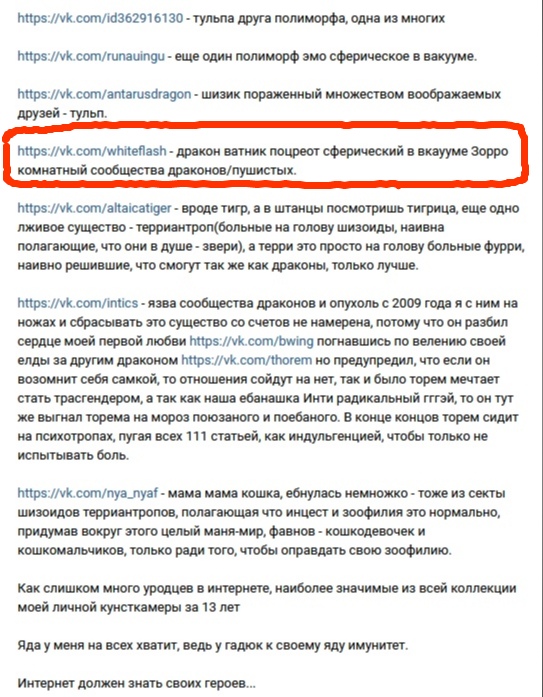 https://vk.com/id362916130 - тульпа друга полиморфа, одна из многих
https://vk.com/runauingu - еще один полиморф эмо сферическое в вакууме.
https://vk.com/antarusdragon - шизик пораженный множеством воображаемых
друзей - тульп.
https://vk.com/whiteflash - дракон ватник поцреот сферический в вкаууме Зорро
комнатный сообщества драконов/пушистых.
https://vk.com/altaicatiger - вроде тигр, а в штанцы посмотришь тигрица, еще одно
лживое существо - терриантроп(больные на голову шизоиды, наивна
полагающие, что они в душе - звери), а терри это просто на голову больные фурри,
наивно решившие, что смогут так же как драконы, только лучше.
https://vk.com/intics - язва сообщества драконов и опухоль с 2009 года я с ним на
ножах и сбрасывать это существо со счетов не намерена, потому что он разбил
сердце моей первой любви https://vk.com/bwing погнавшись по велению своей
елды за другим драконом https://vk.com/thorem но предупредил, что если он
возомнит себя самкой, то отношения сойдут на нет, так и было торем мечтает
стать трасгендером, а так как наша ебанашка Инти радикальный гггэй, то он тут
же выгнал торема на мороз поюзаного и поебаного. В конце концов торем сидит
на психотропах, пугая всех 111 статьей, как индульгенцией, чтобы только не
испытывать боль.
https://vk.com/nya_nyaf - мама мама кошка, ебнулась немножко - тоже из секты
шизоидов терриантропов, полагающая что инцест и зоофилия это нормально,
придумав вокруг этого целый маня-мир, фавнов - кошкодевочек и
кошкомальчиков, только ради того, чтобы оправдать свою зоофилию.
Как слишком много уродцев в интернете, наиболее значимые из всей коллекции
моей личной кунсткамеры за 13 лет
Яда у меня на всех хватит, ведь у гадюк к своему яду имунитет.
Интернет должен знать своих героев...